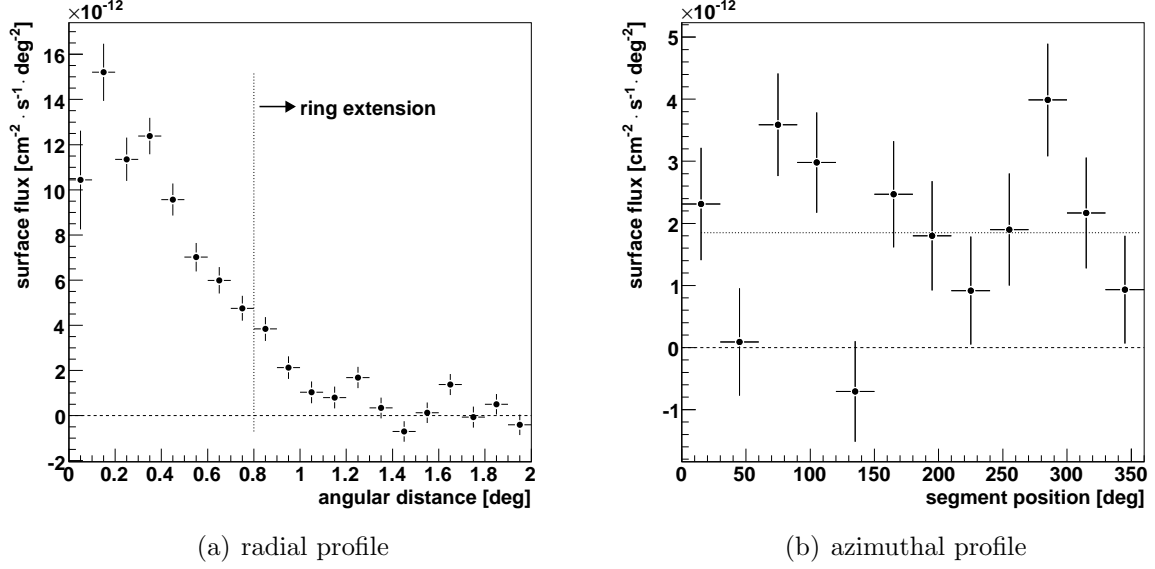 ×10⁻¹²
surface flux [cm⁻² · s⁻¹ · deg⁻²]
16
14
12
10
8
6
4
2
0
-2
ring extension
0 0.2 0.4 0.6 0.8 1 1.2 1.4 1.6 1.8 2
angular distance [deg]
(a) radial profile
×10⁻¹²
surface flux [cm⁻² · s⁻¹ · deg⁻²]
5
4
3
2
1
0
-1
0 50 100 150 200 250 300 350
segment position [deg]
(b) azimuthal profile